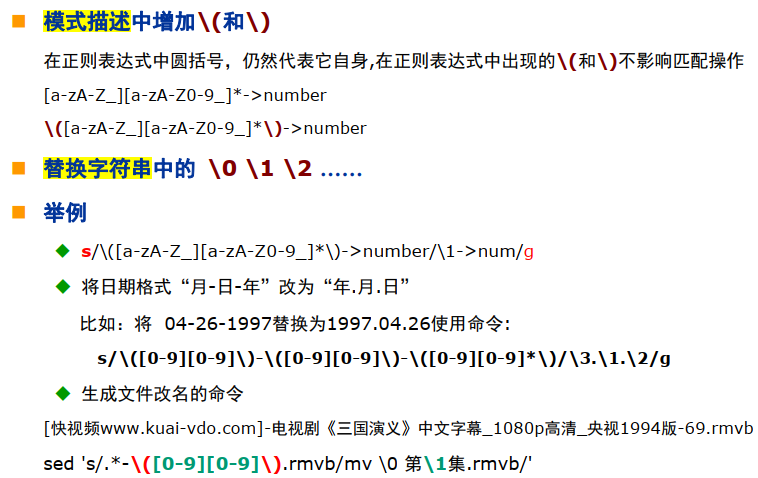 模式描述中增加\(和\)
在正则表达式中圆括号，仍然代表它自身,在正则表达式中出现的\(和\)不影响匹配操作
[a-zA-Z_][a-zA-Z0-9_]*->number
\([a-zA-Z_][a-zA-Z0-9_]*\)->number
替换字符串中的 \0 \1 \2 ……
举例
s/\([a-zA-Z_][a-zA-Z0-9_]*\)->number/\1->num/g
将日期格式“月-日-年”改为“年.月.日”
比如：将 04-26-1997替换为1997.04.26使用命令:
s/\([0-9][0-9]\)-\([0-9][0-9]\)-\([0-9][0-9]*\)/\3.\1.\2/g
生成文件改名的命令
[快视频www.kuai-vdo.com]-电视剧《三国演义》中文字幕_1080p高清_央视1994版-69.rmvb
sed 's/.*-\([0-9][0-9]\).rmvb/mv \0 第\1集.rmvb/'